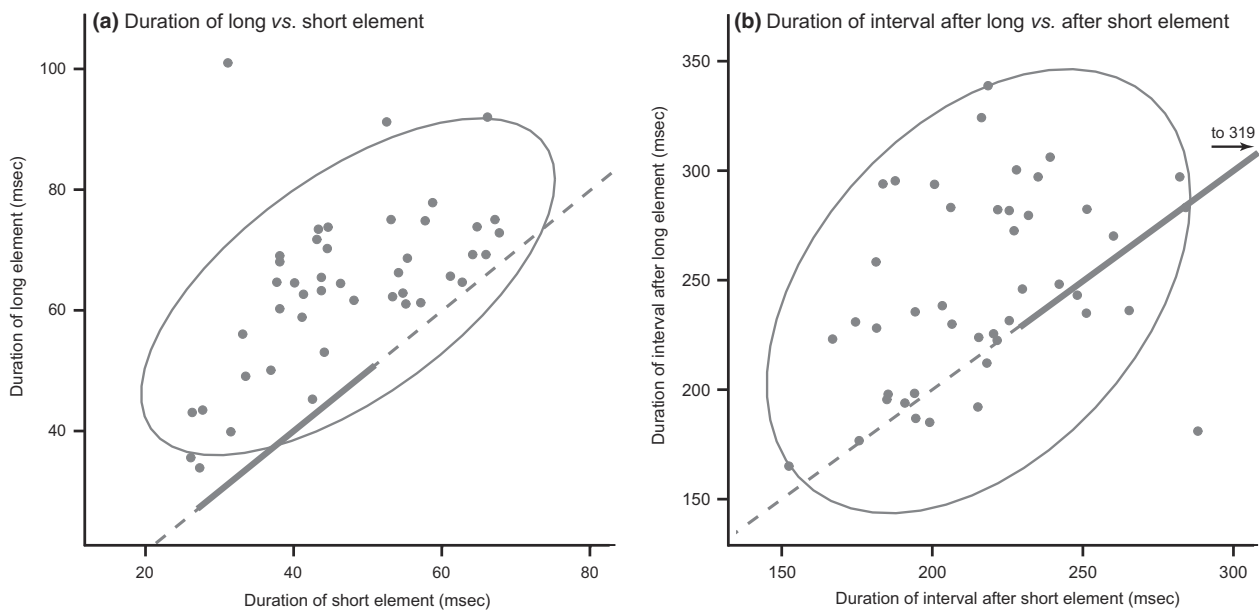 (a) Duration of long vs. short element
100
80
60
40
20
40
60
80
Duration of long element (msec)
Duration of short element (msec)
(b) Duration of interval after long vs. after short element
350
300
250
200
150
150
200
250
300
to 319
Duration of interval after long element (msec)
Duration of interval after short element (msec)